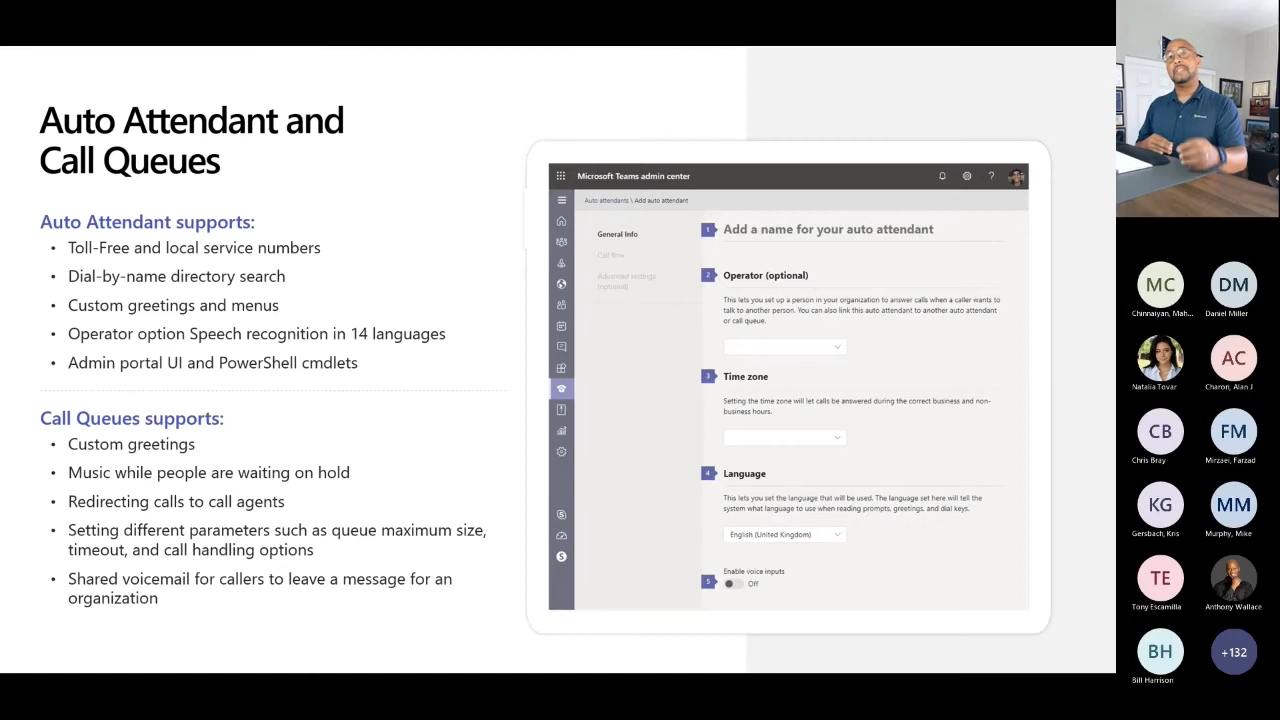 Auto Attendant and
Call Queues
Auto Attendant supports:
• Toll-Free and local service numbers
• Dial-by-name directory search
• Custom greetings and menus
• Operator option Speech recognition in 14 languages
• Admin portal UI and PowerShell cmdlets
Call Queues supports:
• Custom greetings
• Music while people are waiting on hold
• Redirecting calls to call agents
• Setting different parameters such as queue maximum size,
timeout, and call handling options
• Shared voicemail for callers to leave a message for an
organization
Microsoft Teams admin center
?
Auto attendants \ Add auto attendant
General Info
Call flow
Advanced settings
(optional)
1 Add a name for your auto attendant
2 Operator (optional)
This lets you set up a person in your organization to answer calls when a caller wants
to talk to another person. You can also link this auto attendant to another auto attendant
or call queue.
3 Time zone
Setting the time zone will let calls be answered during the correct business and non-
business hours.
4 Language
This lets you set the language that will be used. The language set here will tell the
system what language to use when reading prompts, greetings, and dial keys.
English (United Kingdom)
Enable voice inputs
5 Off
MC DM
Chinnaiyan, Mah... Daniel Miller
AC
Natalia Tovar Charon, Alan J
CB FM
Chris Bray Mirzaei, Farzad
KG MM
Gersbach, Kris Murphy, Mike
TE
Tony Escamilla Anthony Wallace
BH +132
Bill Harrison